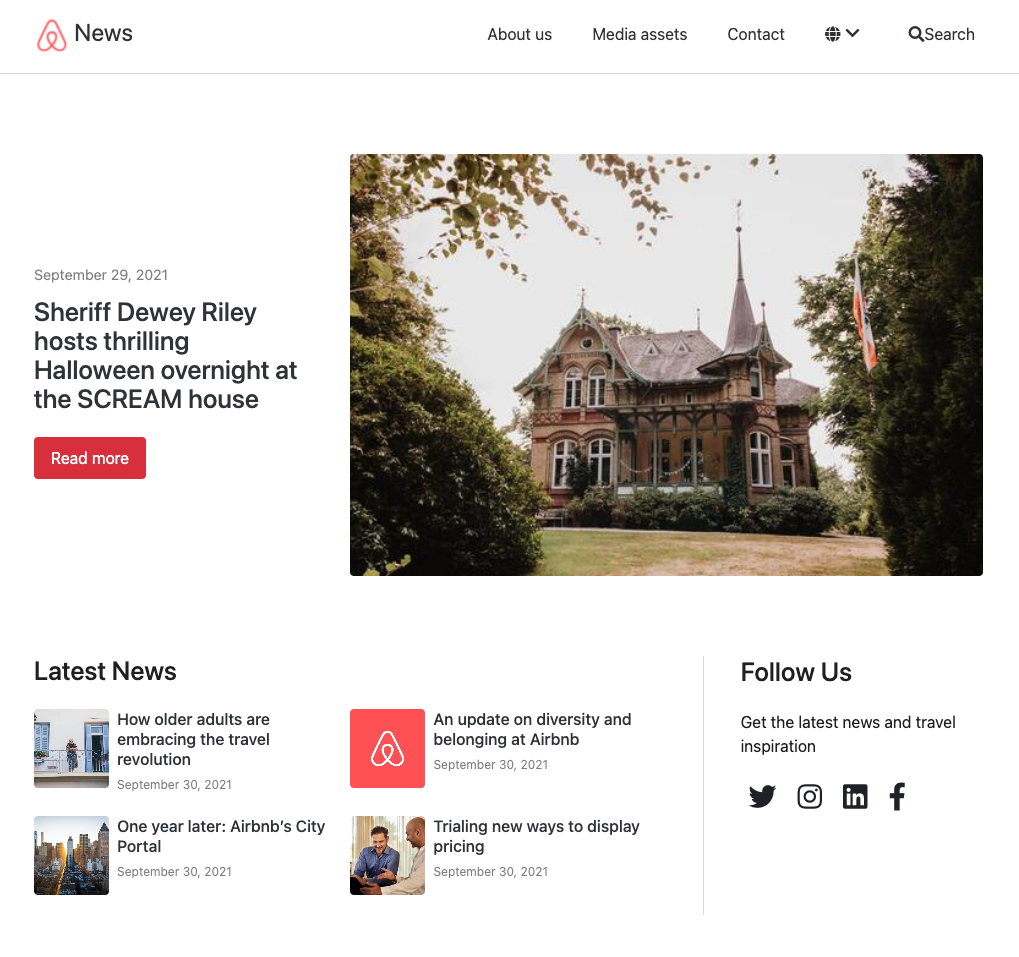 News
About us
Media assets
Contact
Search
September 29, 2021
Sheriff Dewey Riley
hosts thrilling
Halloween overnight at
the SCREAM house
Read more
Latest News
How older adults are
embracing the travel
revolution
September 30, 2021
An update on diversity and
belonging at Airbnb
September 30, 2021
One year later: Airbnb’s City
Portal
September 30, 2021
Trialing new ways to display
pricing
September 30, 2021
Follow Us
Get the latest news and travel
inspiration